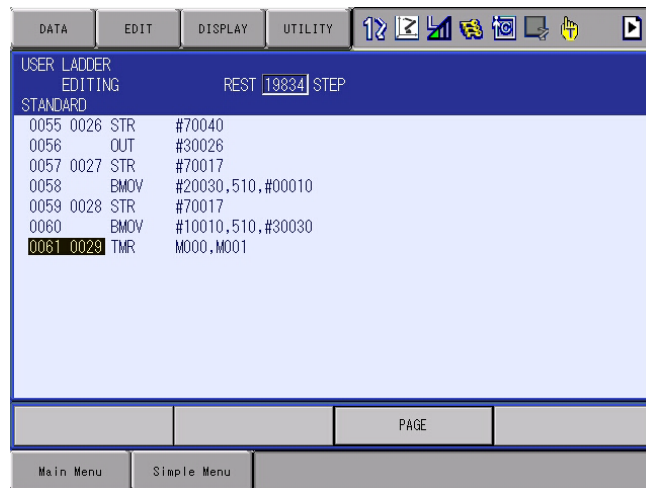 DATA EDIT DISPLAY UTILITY
USER LADDER
EDITING REST 19834 STEP
STANDARD
0055 0026 STR #70040
0056 OUT #30026
0057 0027 STR #70017
0058 BMOV #20030,510,#00010
0059 0028 STR #70017
0060 BMOV #10010,510,#30030
0061 0029 TMR M000,M001
PAGE
Main Menu Simple Menu